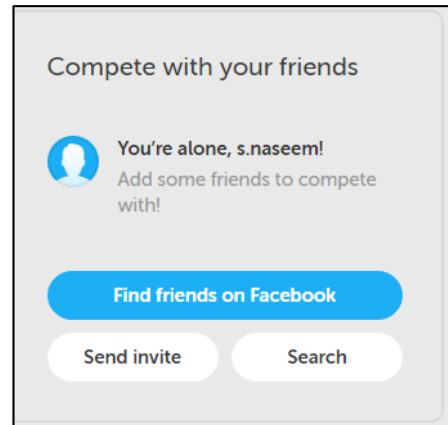 Compete with your friends
You're alone, s.naseem!
Add some friends to compete
with!
Find friends on Facebook
Send invite
Search